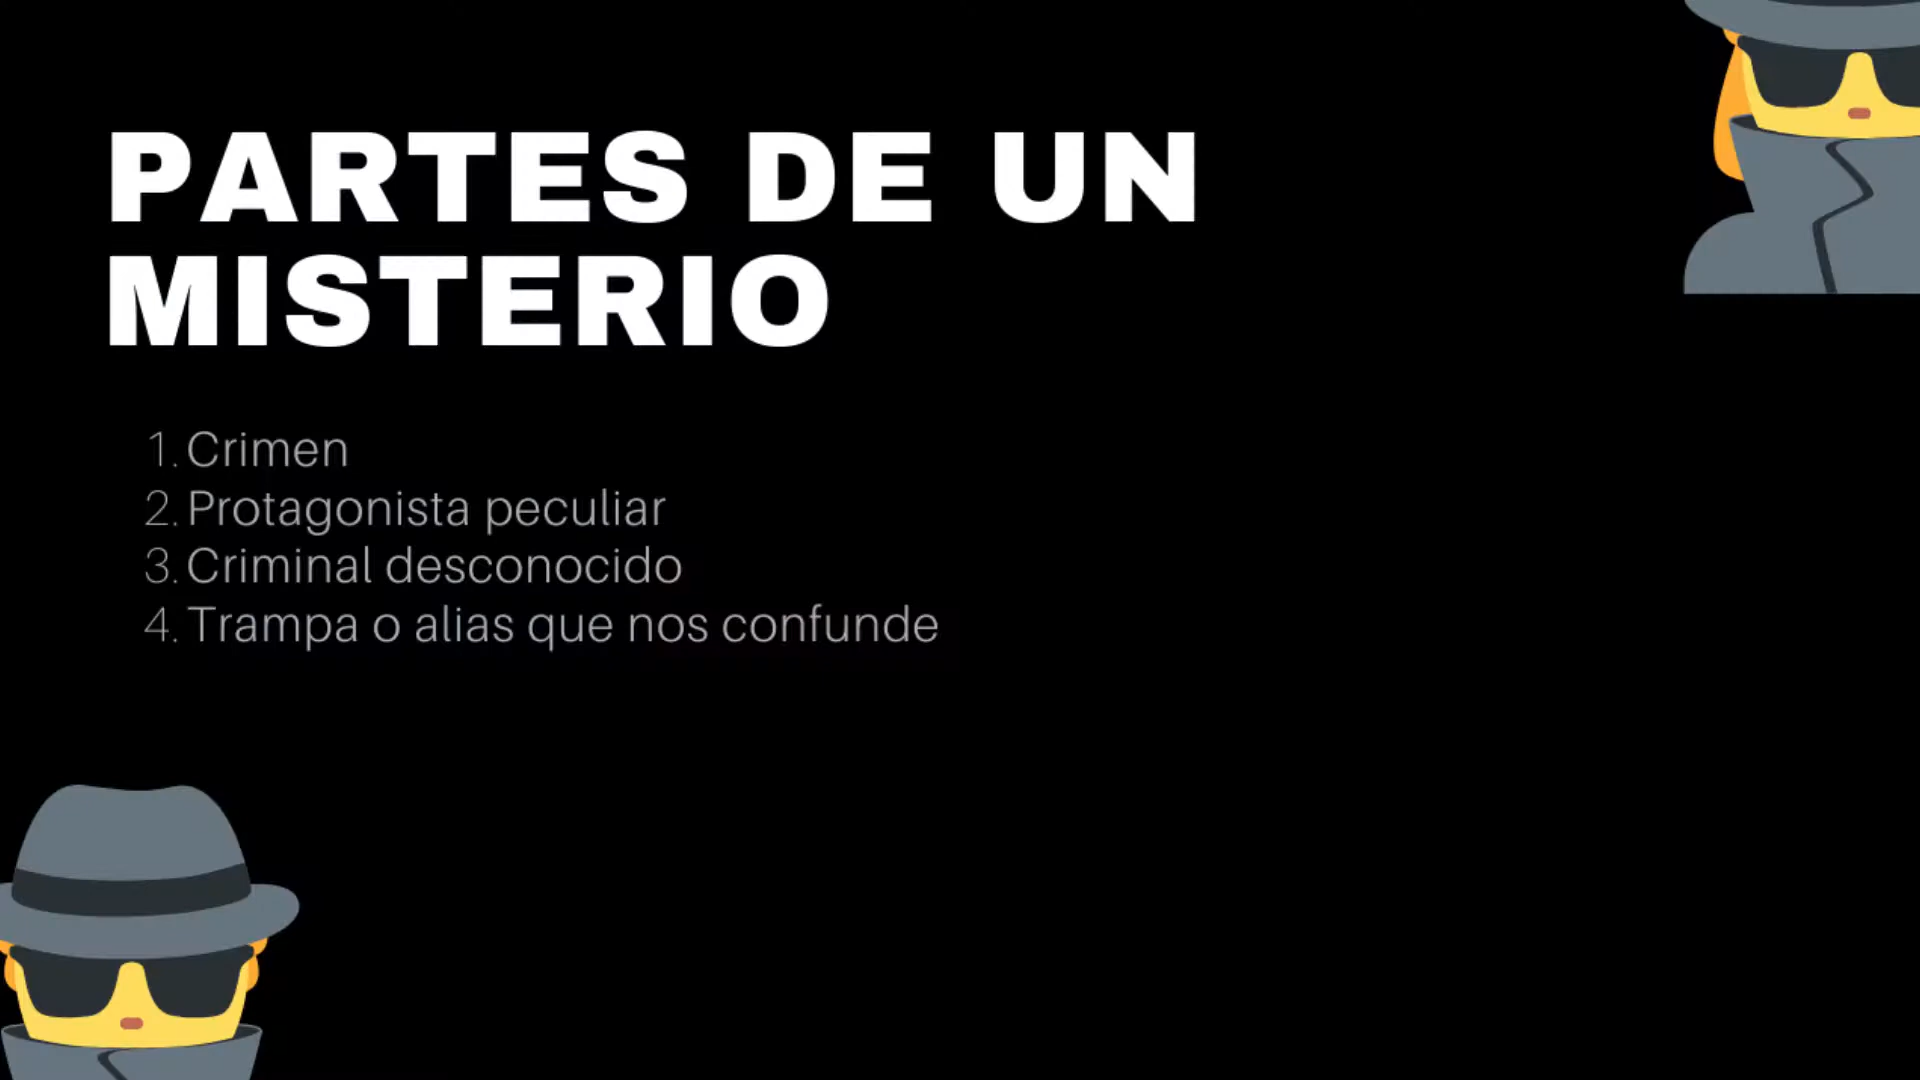 PARTES DE UN
MISTERIO
1. Crimen
2. Protagonista peculiar
3. Criminal desconocido
4. Trampa o alias que nos confunde